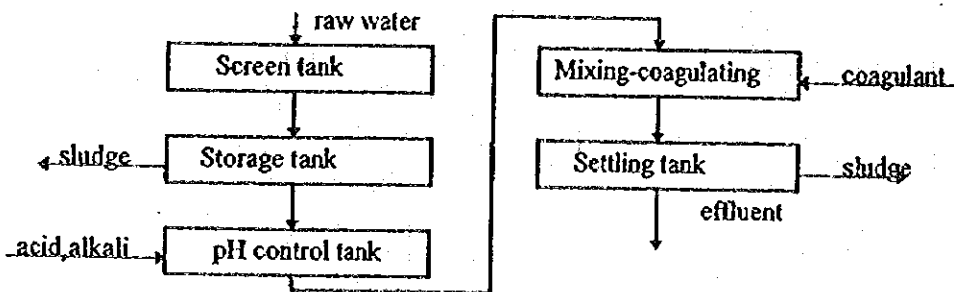 raw water
Screen tank
sludge
Storage tank
acid,alkali
pH control tank
Mixing-coagulating
coagulant
Settling tank
sludge
effluent